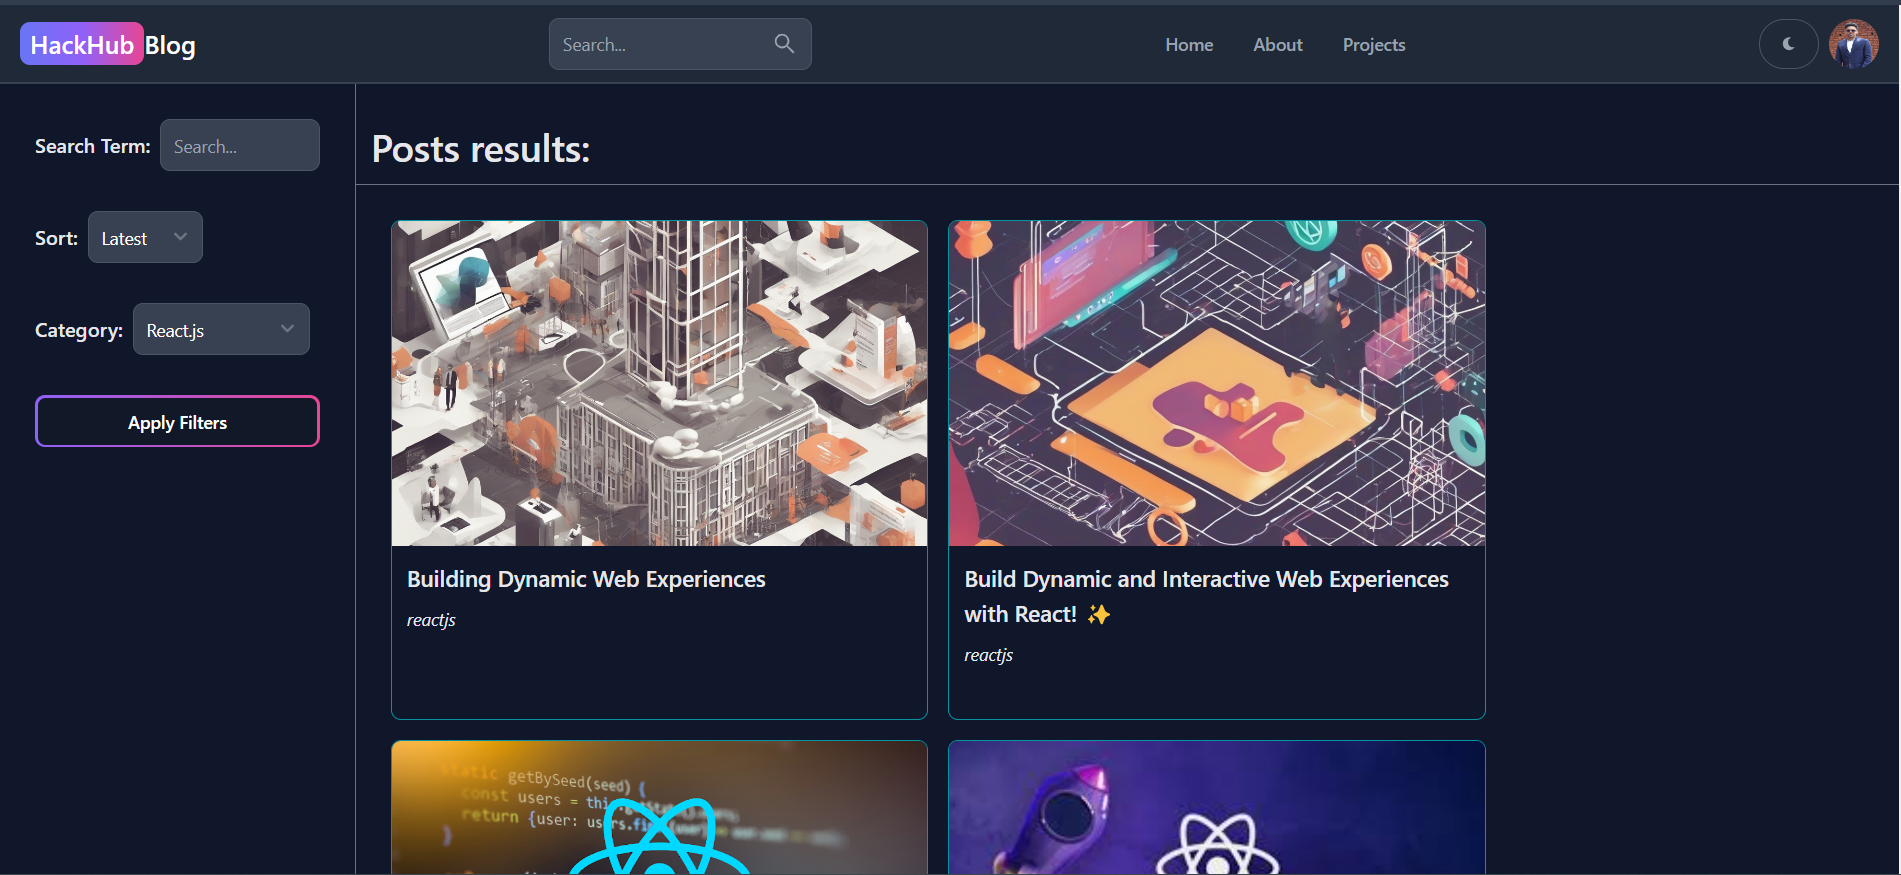 HackHub Blog
Search...
Home
About
Projects
Search Term:
Search...
Sort:
Latest
Category:
React.js
Apply Filters
Posts results:
Building Dynamic Web Experiences
reactjs
Build Dynamic and Interactive Web Experiences
with React! ✨
reactjs
static getBySeed(seed) {
const users = this.
return {user: users.
}